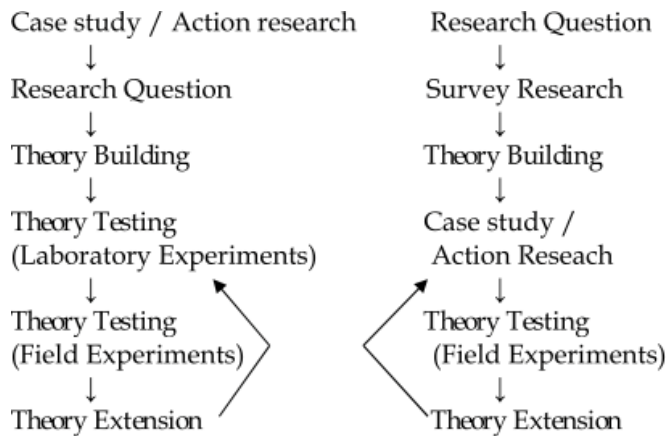 Case study / Action research
↓
Research Question
↓
Theory Building
↓
Theory Testing
(Laboratory Experiments)
↓
Theory Testing
(Field Experiments)
↓
Theory Extension
Research Question
↓
Survey Research
↓
Theory Building
↓
Case study /
Action Reseach
↓
Theory Testing
(Field Experiments)
↓
Theory Extension